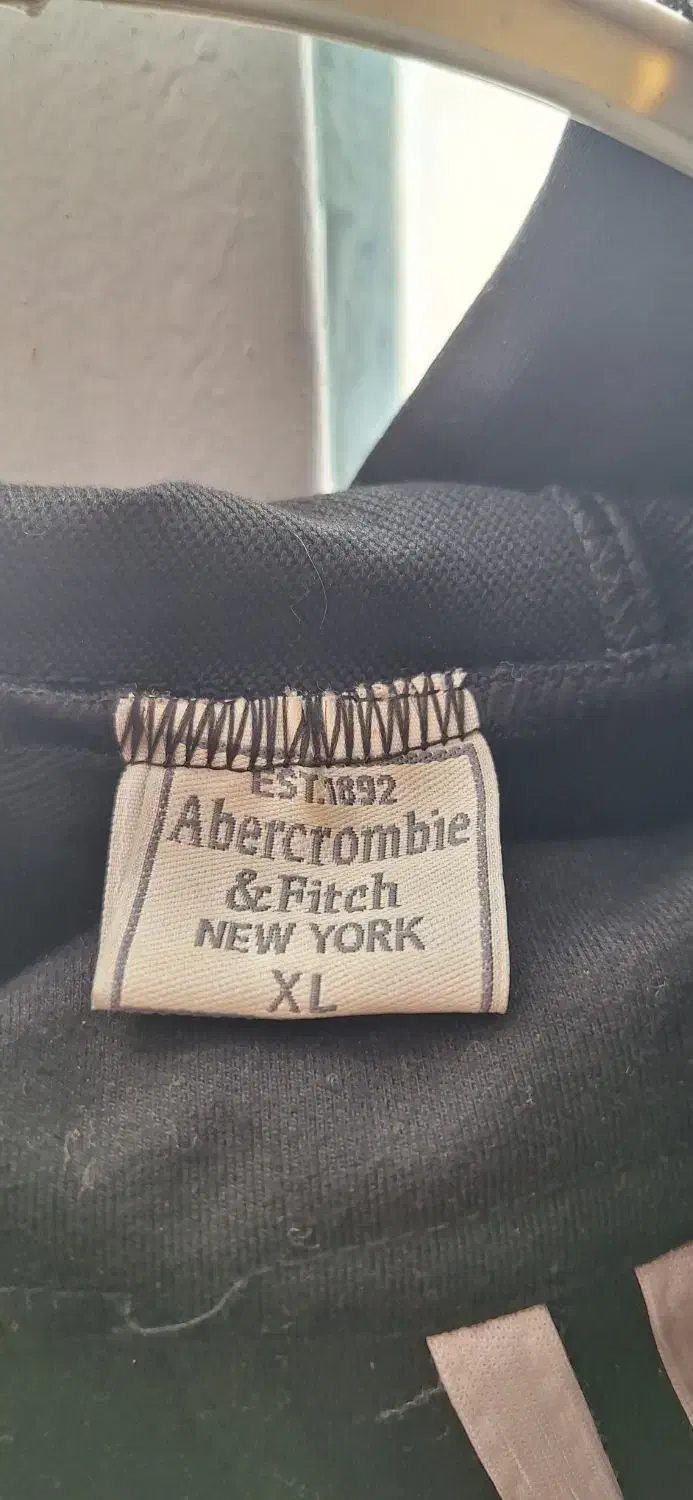 EST.1892
Abercrombie
& Fitch
NEW YORK
XL